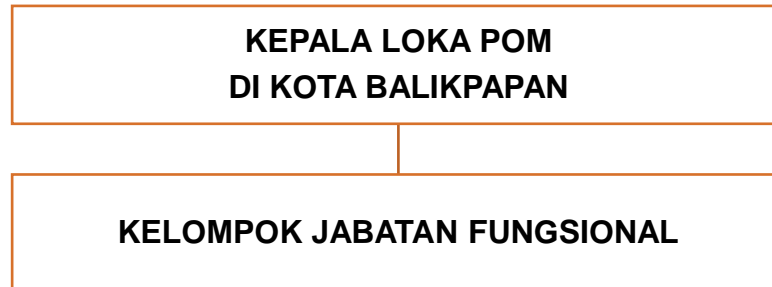 KEPALA LOKA POM
DI KOTA BALIKPAPAN
KELOMPOK JABATAN FUNGSIONAL